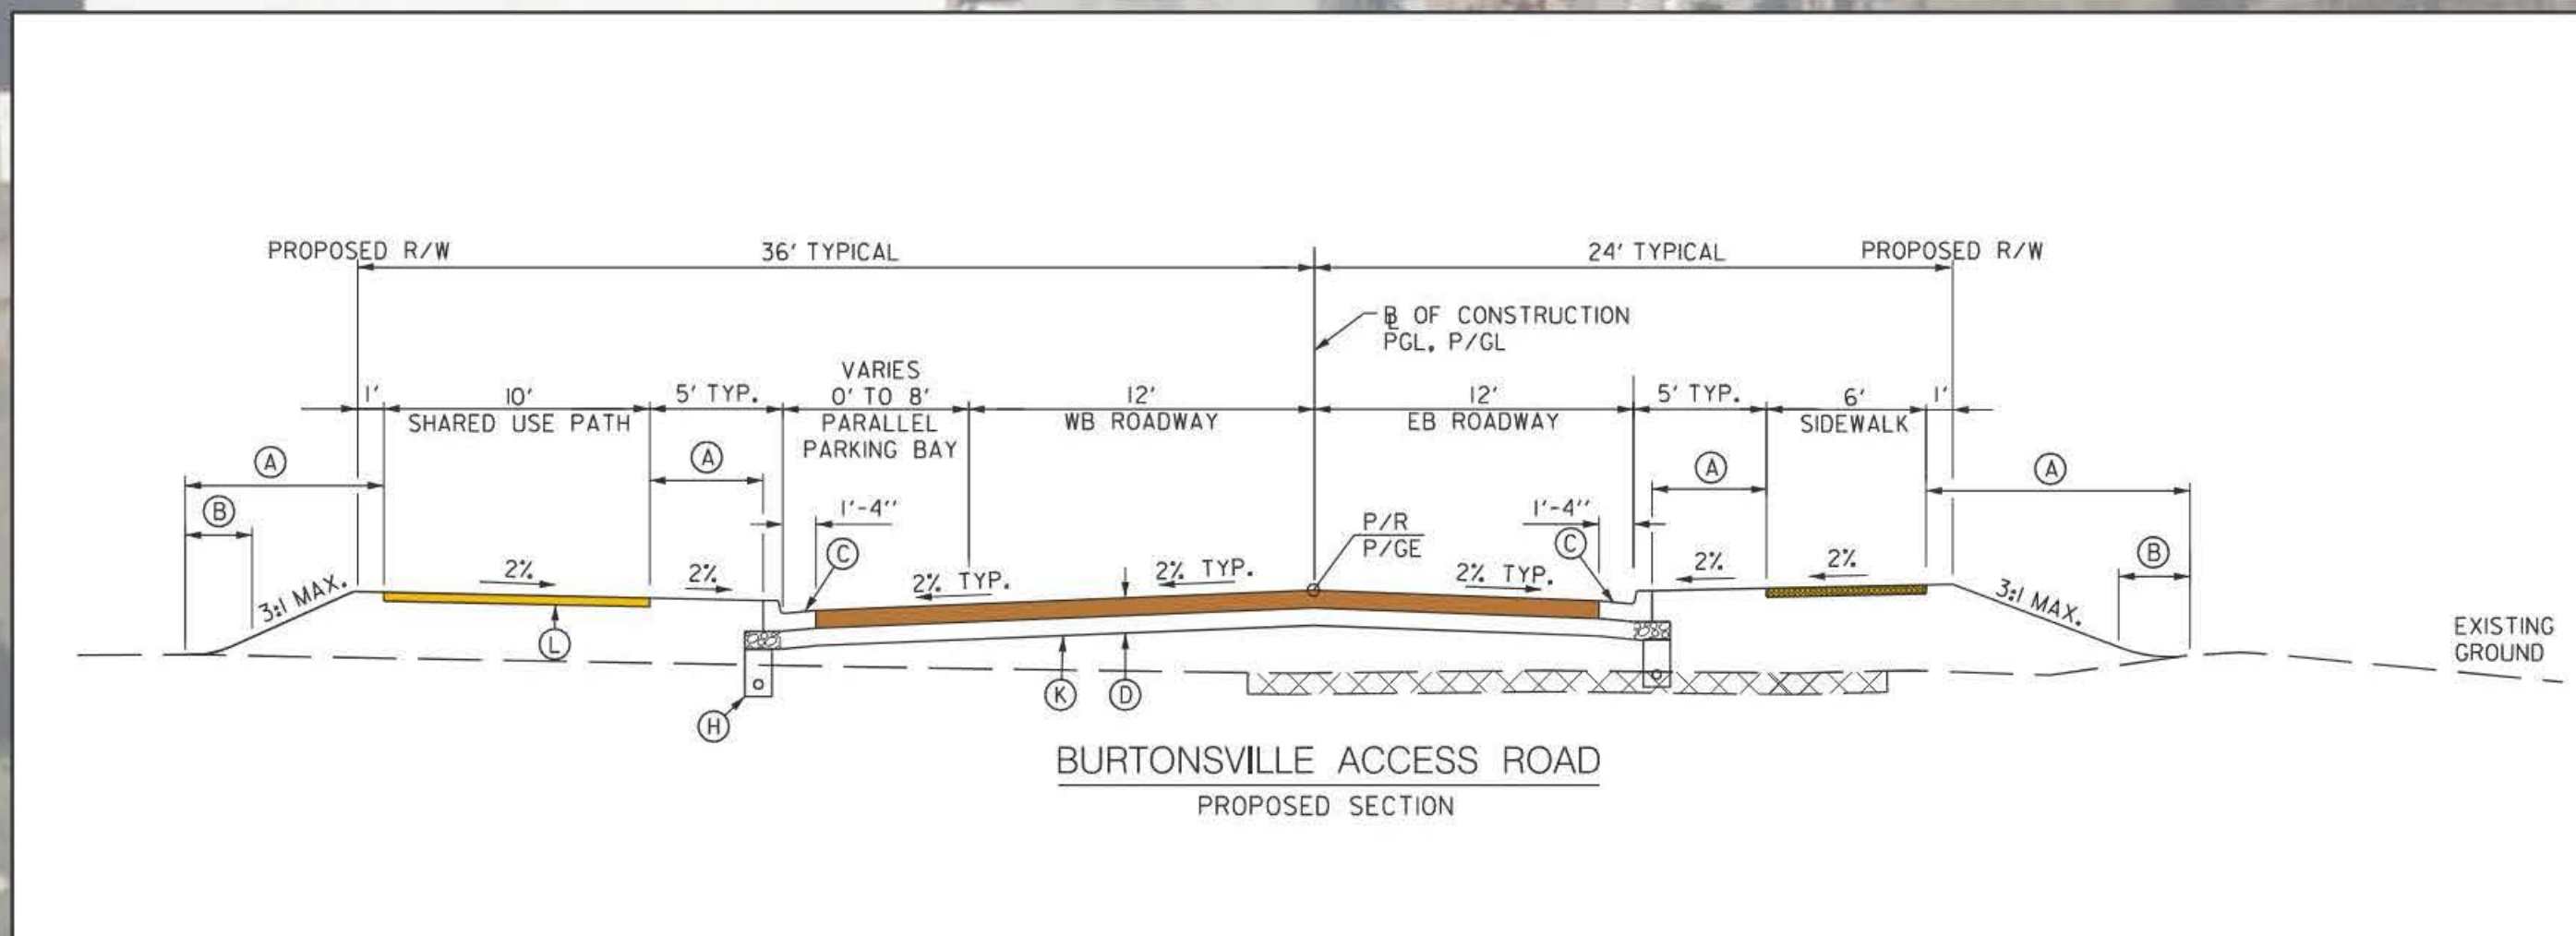 PROPOSED R/W
36' TYPICAL
24' TYPICAL
PROPOSED R/W
BL OF CONSTRUCTION
PGL, P/GL
1'
10'
SHARED USE PATH
5' TYP.
VARIES
0' TO 8'
PARALLEL
PARKING BAY
12'
WB ROADWAY
12'
EB ROADWAY
5' TYP.
6'
SIDEWALK
1'
A
A
A
A
B
1'-4''
C
P/R
P/GE
1'-4''
C
B
3:1 MAX.
2%
2%
2% TYP.
2% TYP.
2% TYP.
2%
2%
3:1 MAX.
L
H
K
D
EXISTING
GROUND
BURTONSVILLE ACCESS ROAD
PROPOSED SECTION